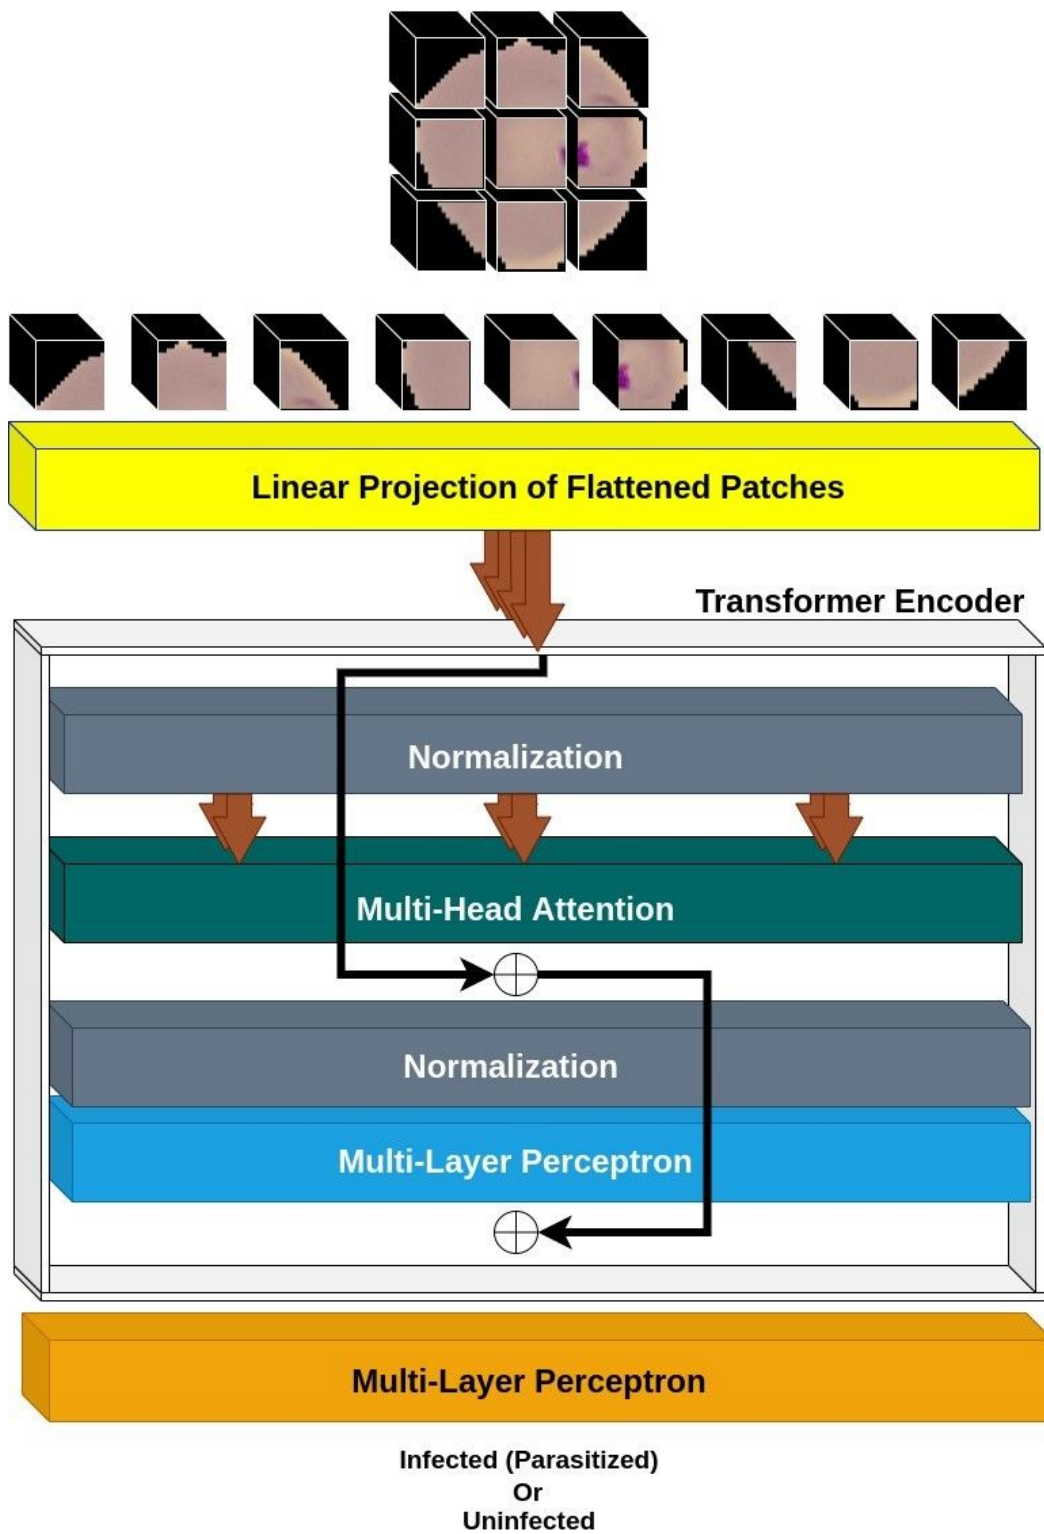 Linear Projection of Flattened Patches
Transformer Encoder
Normalization
Multi-Head Attention
Normalization
Multi-Layer Perceptron
Multi-Layer Perceptron
Infected (Parasitized)
Or
Uninfected